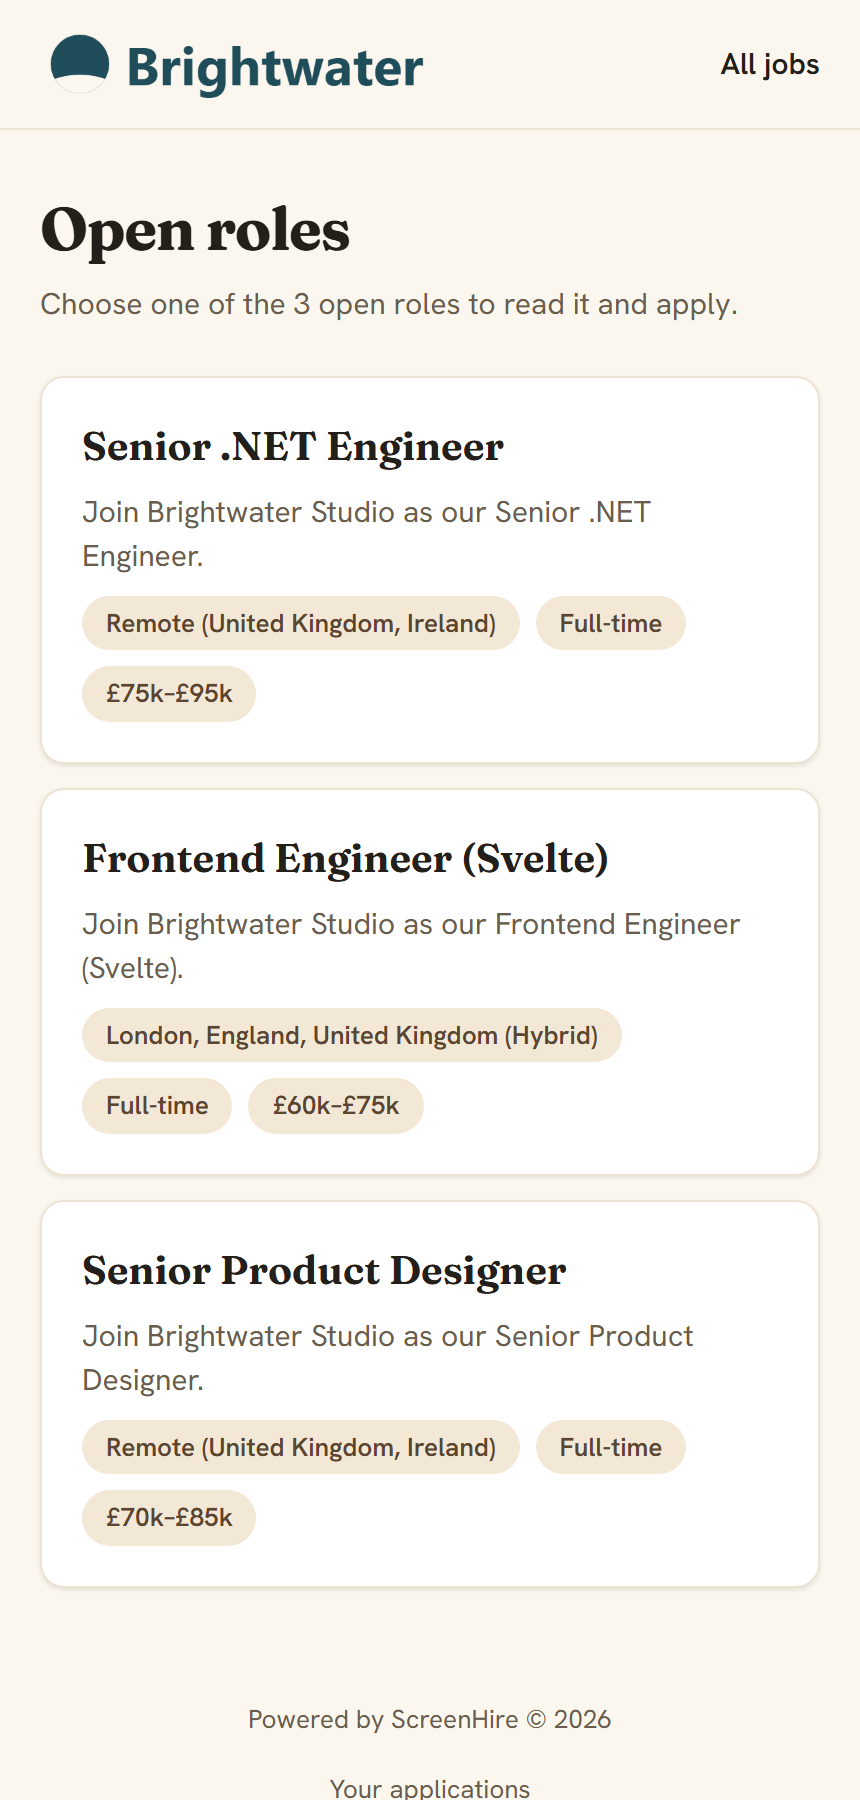 Brightwater
All jobs
Open roles
Choose one of the 3 open roles to read it and apply.
Senior .NET Engineer
Join Brightwater Studio as our Senior .NET
Engineer.
Remote (United Kingdom, Ireland)
Full-time
£75k–£95k
Frontend Engineer (Svelte)
Join Brightwater Studio as our Frontend Engineer
(Svelte).
London, England, United Kingdom (Hybrid)
Full-time
£60k–£75k
Senior Product Designer
Join Brightwater Studio as our Senior Product
Designer.
Remote (United Kingdom, Ireland)
Full-time
£70k–£85k
Powered by ScreenHire © 2026
Your applications